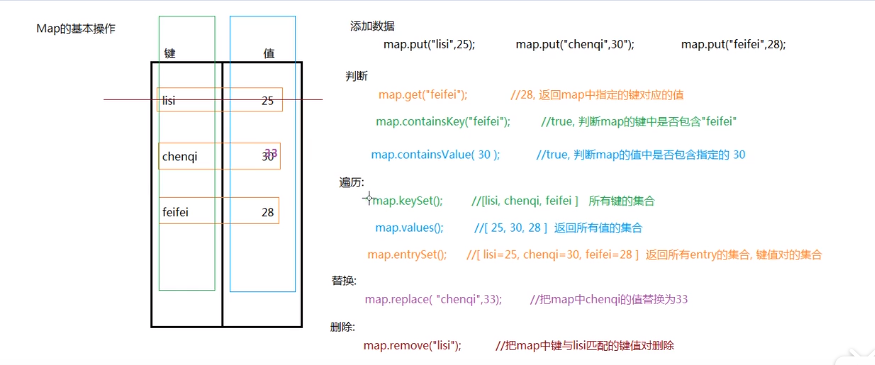 Map的基本操作
键 值
lisi 25
chenqi 30 33
feifei 28
添加数据
map.put("lisi",25); map.put("chenqi",30"); map.put("feifei",28);
判断
map.get("feifei"); //28, 返回map中指定的键对应的值
map.containsKey("feifei"); //true, 判断map的键中是否包含"feifei"
map.containsValue( 30 ); //true, 判断map的值中是否包含指定的 30
遍历:
map.keySet(); //[lisi, chenqi, feifei ] 所有键的集合
map.values(); //[ 25, 30, 28 ] 返回所有值的集合
map.entrySet(); //[ lisi=25, chenqi=30, feifei=28 ] 返回所有entry的集合, 键值对的集合
替换:
map.replace( "chenqi",33); //把map中chenqi的值替换为33
删除:
map.remove("lisi"); //把map中键与lisi匹配的键值对删除